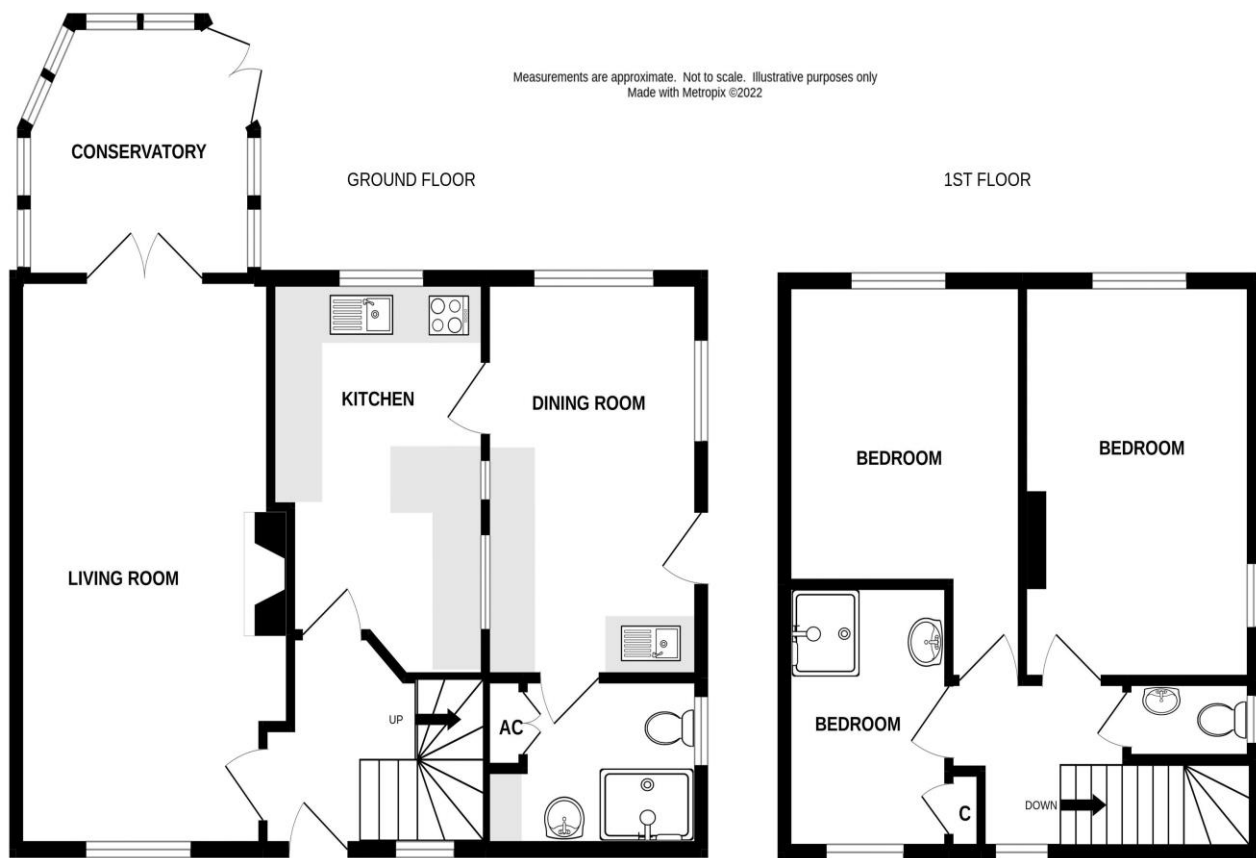 Measurements are approximate.  Not to scale.  Illustrative purposes only
Made with Metropix ©2022
CONSERVATORY
GROUND FLOOR
1ST FLOOR
KITCHEN
DINING ROOM
BEDROOM
BEDROOM
LIVING ROOM
UP
AC
BEDROOM
DOWN
C